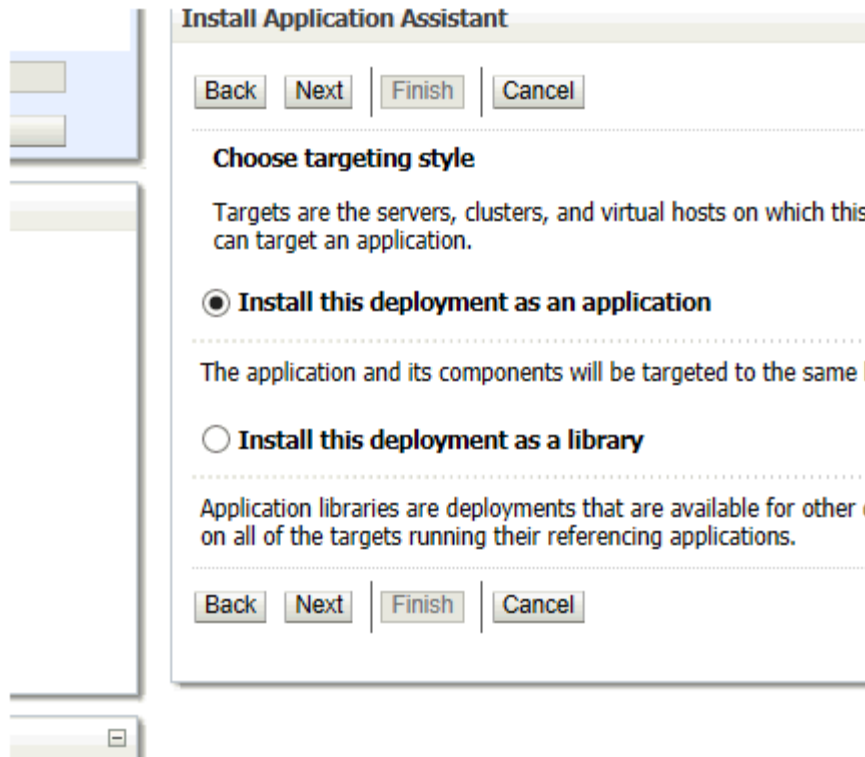 Install Application Assistant
Back Next Finish Cancel
Choose targeting style
Targets are the servers, clusters, and virtual hosts on which this
can target an application.
Install this deployment as an application
The application and its components will be targeted to the same
Install this deployment as a library
Application libraries are deployments that are available for other
on all of the targets running their referencing applications.
Back Next Finish Cancel